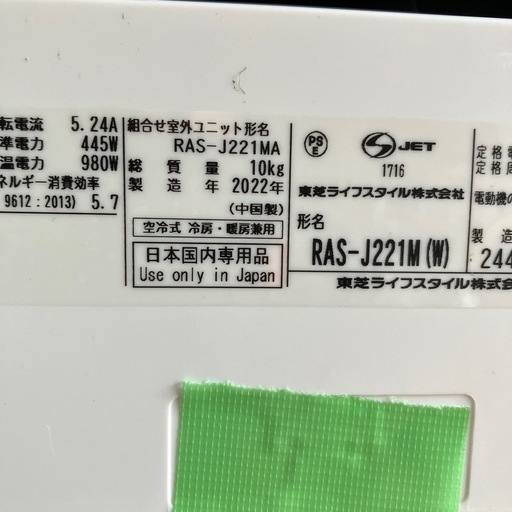 転電流 5.24A
準電力 445W
温電力 980W
ネルギー消費効率
9612:2013) 5.7
組合せ室外ユニット形名
RAS-J221MA
総質量 10kg
製造年 2022年
(中国製)
空冷式 冷房・暖房兼用
日本国内専用品
Use only in Japan
PS
E
JET
1716
東芝ライフスタイル株式会社
形名
RAS-J221M(W)
東芝ライフスタイル株式会
定格電
定格
電動機の
製造
244